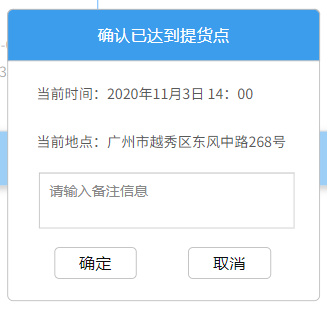 确认已达到提货点
当前时间：2020年11月3日 14：00
当前地点：广州市越秀区东风中路268号
请输入备注信息
确定
取消